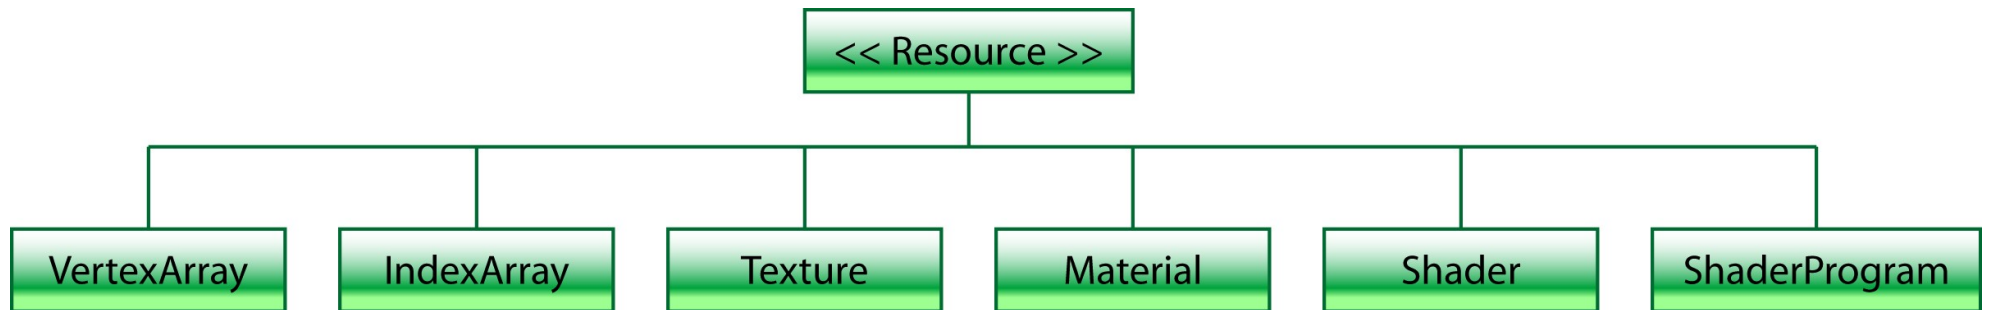 << Resource >>
VertexArray
IndexArray
Texture
Material
Shader
ShaderProgram